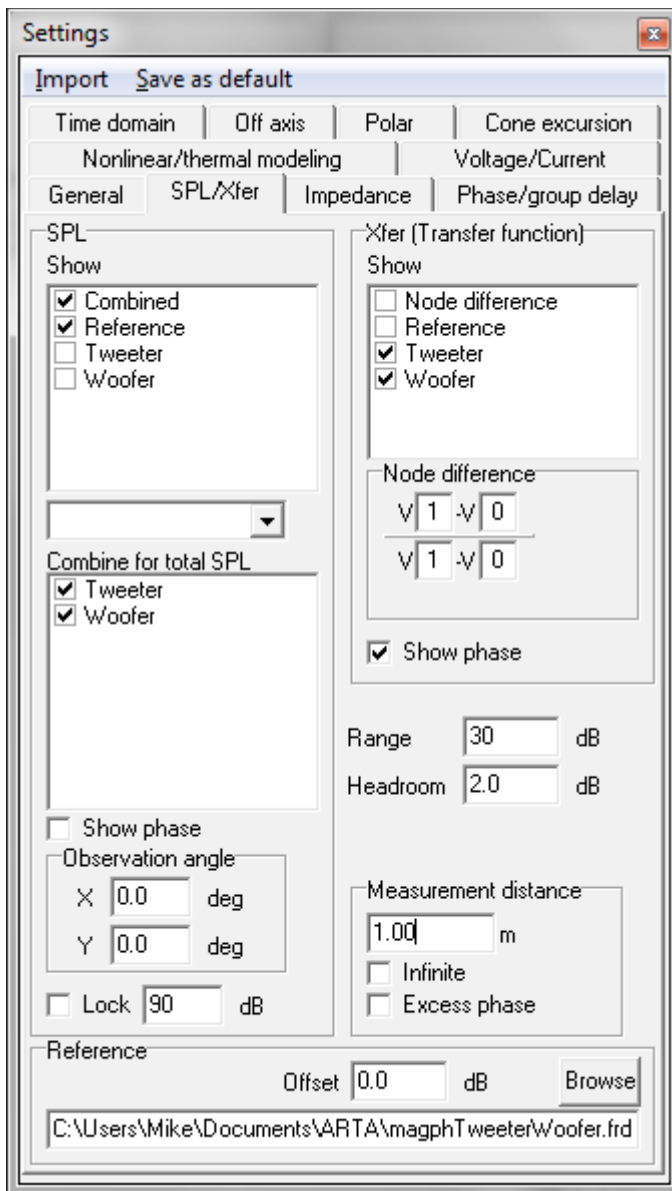 Settings
Import Save as default
Time domain Off axis Polar Cone excursion
Nonlinear/thermal modeling Voltage/Current
General SPL/Xfer Impedance Phase/group delay
SPL
Show
Combined
Reference
Tweeter
Woofer
Combine for total SPL
Tweeter
Woofer
Show phase
Observation angle
X 0.0 deg
Y 0.0 deg
Lock 90 dB
Xfer (Transfer function)
Show
Node difference
Reference
Tweeter
Woofer
Node difference
V 1 -V 0
V 1 -V 0
Show phase
Range 30 dB
Headroom 2.0 dB
Measurement distance
1.00 m
Infinite
Excess phase
Reference
Offset 0.0 dB Browse
C:\Users\Mike\Documents\ARTA\magphTweeterWoofer.frd